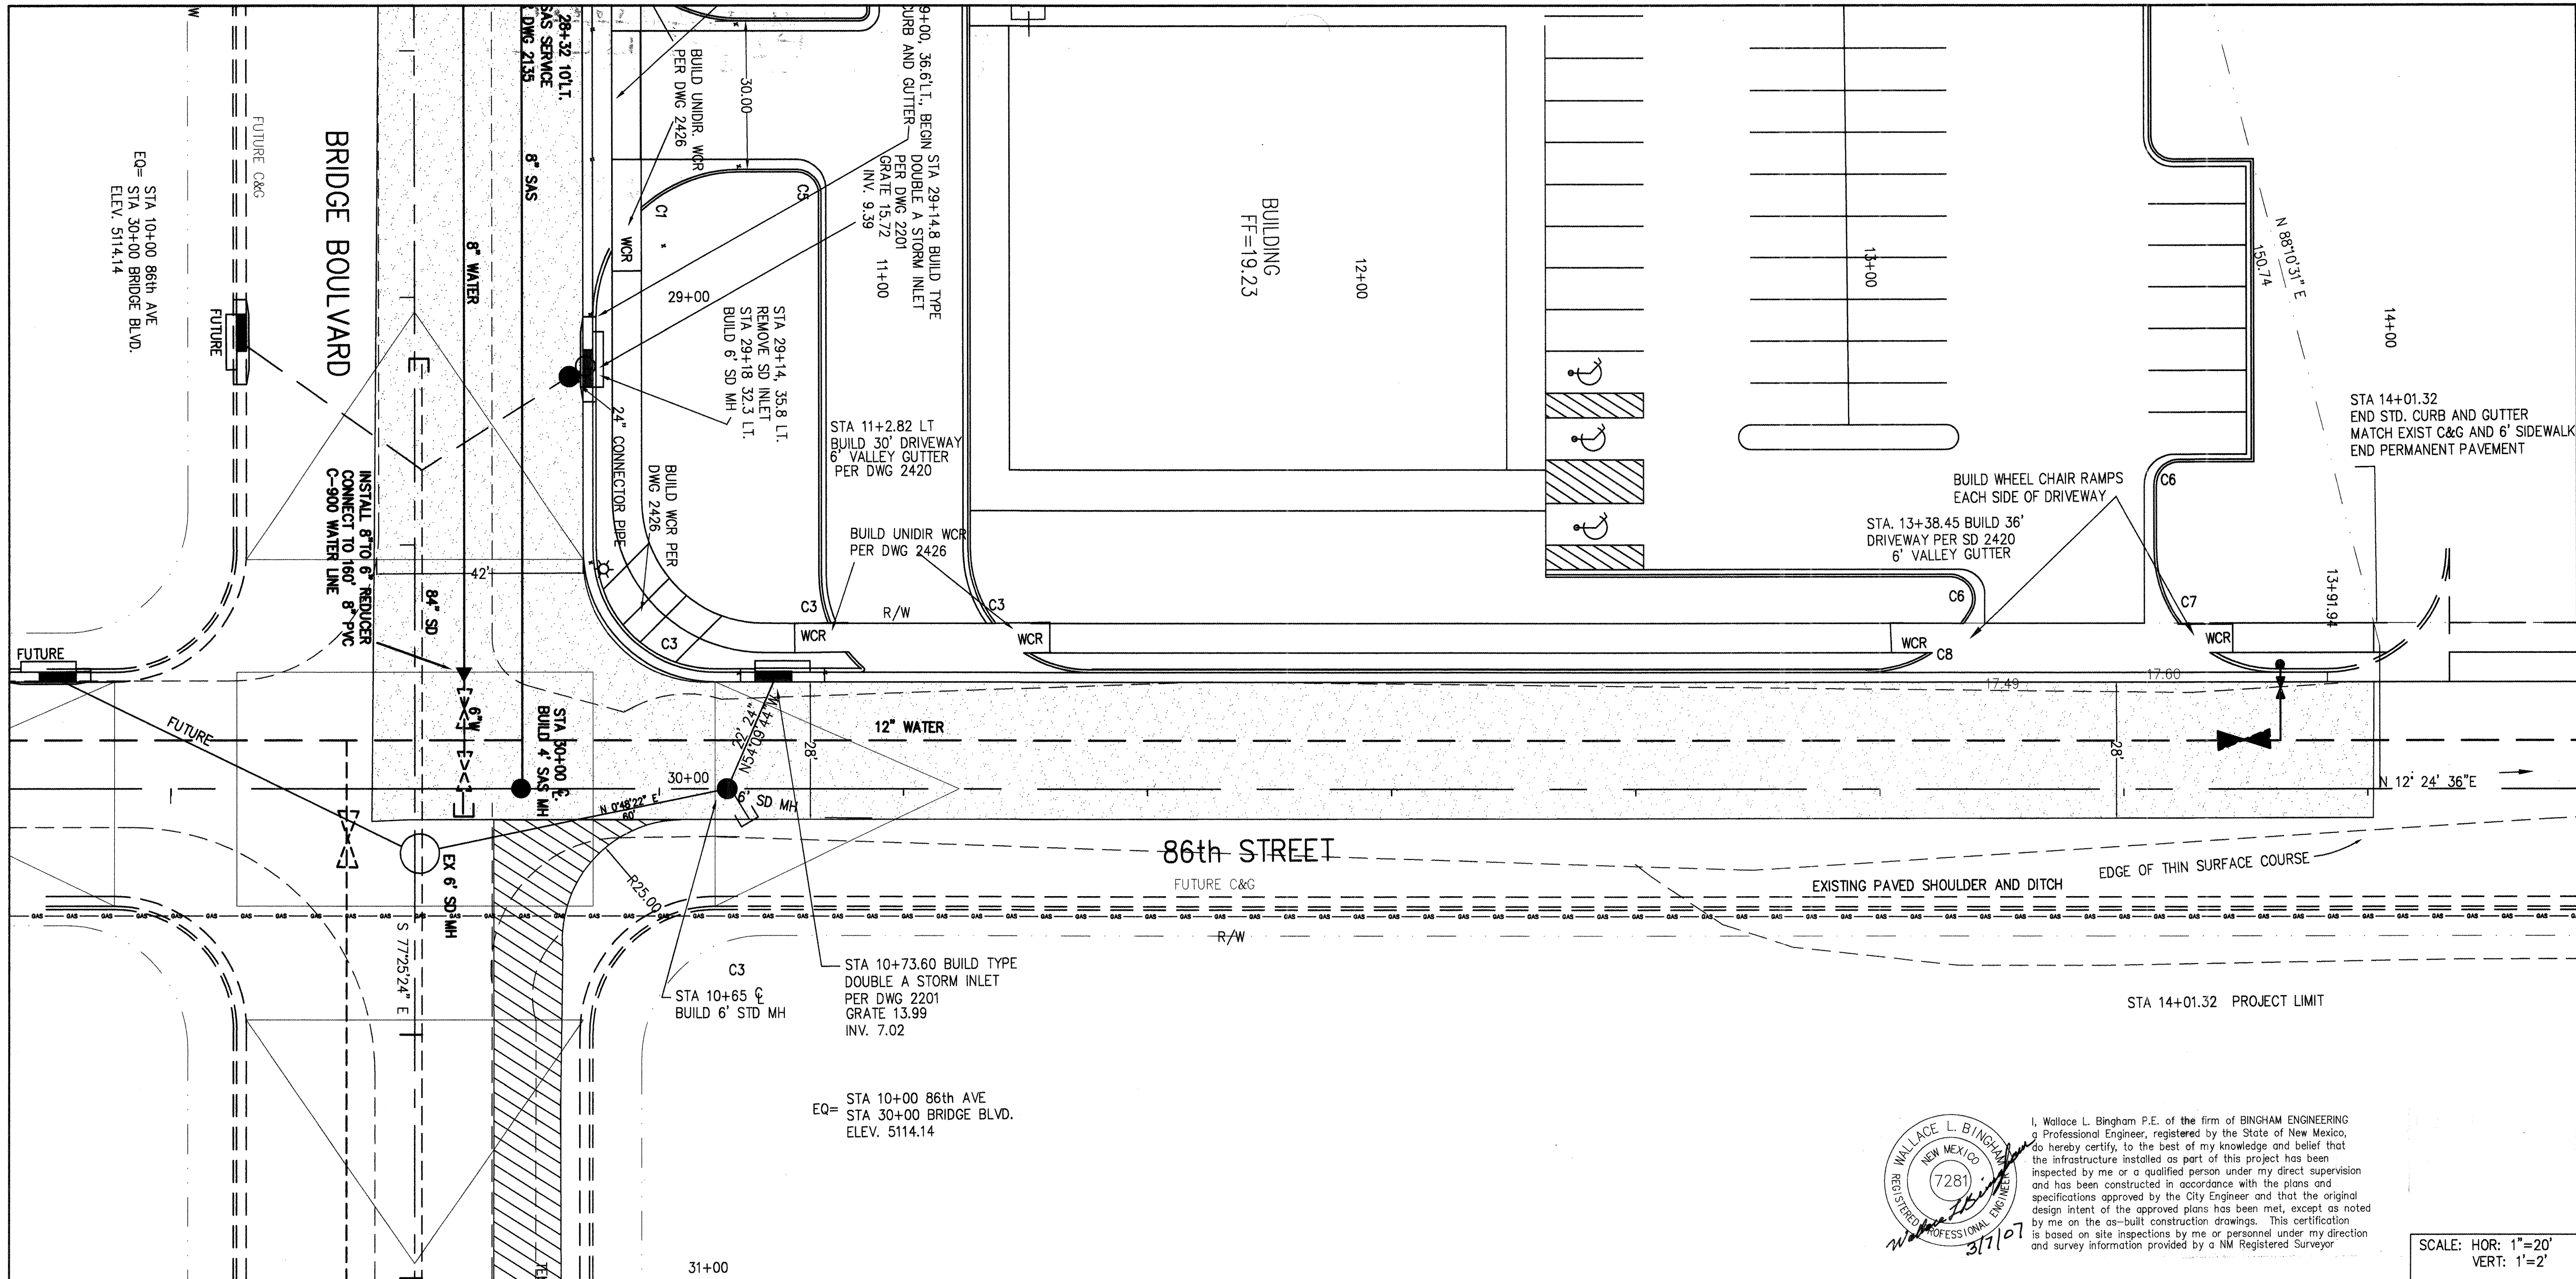 W
R/W
FUTURE C&G
BRIDGE BOULVARD
STA 10+00 86th AVE
EQ= STA 30+00 BRIDGE BLVD.
ELEV. 5114.14
FUTURE
28+32 10'LT.
SAS SERVICE
DWG 2135
8" SAS
8" WATER
BUILD UNIDIR. WCR
PER DWG 2426
30.00
9+00, 36.6'LT., BEGIN
CURB AND GUTTER
STA 29+14.8 BUILD TYPE
DOUBLE A STORM INLET
PER DWG 2201
GRATE 15.72
INV. 9.39
11+00
C5
C1
WCR
29+00
STA 29+14, 35.8 LT.
REMOVE SD INLET
STA 29+18 32.3 LT.
BUILD 6' SD MH
24" CONNECTOR PIPE
BUILD WCR PER
DWG 2426
STA 11+2.82 LT
BUILD 30' DRIVEWAY
6' VALLEY GUTTER
PER DWG 2420
BUILD UNIDIR WCR
PER DWG 2426
BUILDING
FF=19.23
12+00
13+00
N 88°10'31" E
150.74
14+00
STA 14+01.32
END STD. CURB AND GUTTER
MATCH EXIST C&G AND 6' SIDEWALK
END PERMANENT PAVEMENT
BUILD WHEEL CHAIR RAMPS
EACH SIDE OF DRIVEWAY
STA. 13+38.45 BUILD 36'
DRIVEWAY PER SD 2420
6' VALLEY GUTTER
C6
C6
C7
C8
13+91.94
42'
84" SD
INSTALL 8"TO 6" REDUCER
CONNECT TO 160' 8" PVC
C-900 WATER LINE
C3
C3
C3
R/W
WCR
WCR
WCR
WCR
17.49
17.60
FUTURE
FUTURE
6"W
STA 30+00 ℄.
BUILD 4' SAS MH
22' 24"
N54°09'44"W
28'
12" WATER
28'
30+00
6' SD MH
N 0°48'22" E
60'
N 12° 24' 36"E
86th STREET
EDGE OF THIN SURFACE COURSE
EX 6' SD MH
R25.00
FUTURE C&G
EXISTING PAVED SHOULDER AND DITCH
GAS GAS GAS GAS GAS GAS GAS GAS GAS GAS
R/W
S 77°25'24" E
C3
STA 10+65 ℄
BUILD 6' STD MH
STA 10+73.60 BUILD TYPE
DOUBLE A STORM INLET
PER DWG 2201
GRATE 13.99
INV. 7.02
STA 14+01.32 PROJECT LIMIT
STA 10+00 86th AVE
EQ= STA 30+00 BRIDGE BLVD.
ELEV. 5114.14
31+00
WALLACE L. BINGHAM
NEW MEXICO
7281
REGISTERED PROFESSIONAL ENGINEER
Wallace L Bingham
3/7/07
I, Wallace L. Bingham P.E. of the firm of BINGHAM ENGINEERING
a Professional Engineer, registered by the State of New Mexico,
do hereby certify, to the best of my knowledge and belief that
the infrastructure installed as part of this project has been
inspected by me or a qualified person under my direct supervision
and has been constructed in accordance with the plans and
specifications approved by the City Engineer and that the original
design intent of the approved plans has been met, except as noted
by me on the as-built construction drawings. This certification
is based on site inspections by me or personnel under my direction
and survey information provided by a NM Registered Surveyor
SCALE: HOR: 1"=20'
VERT: 1'=2'